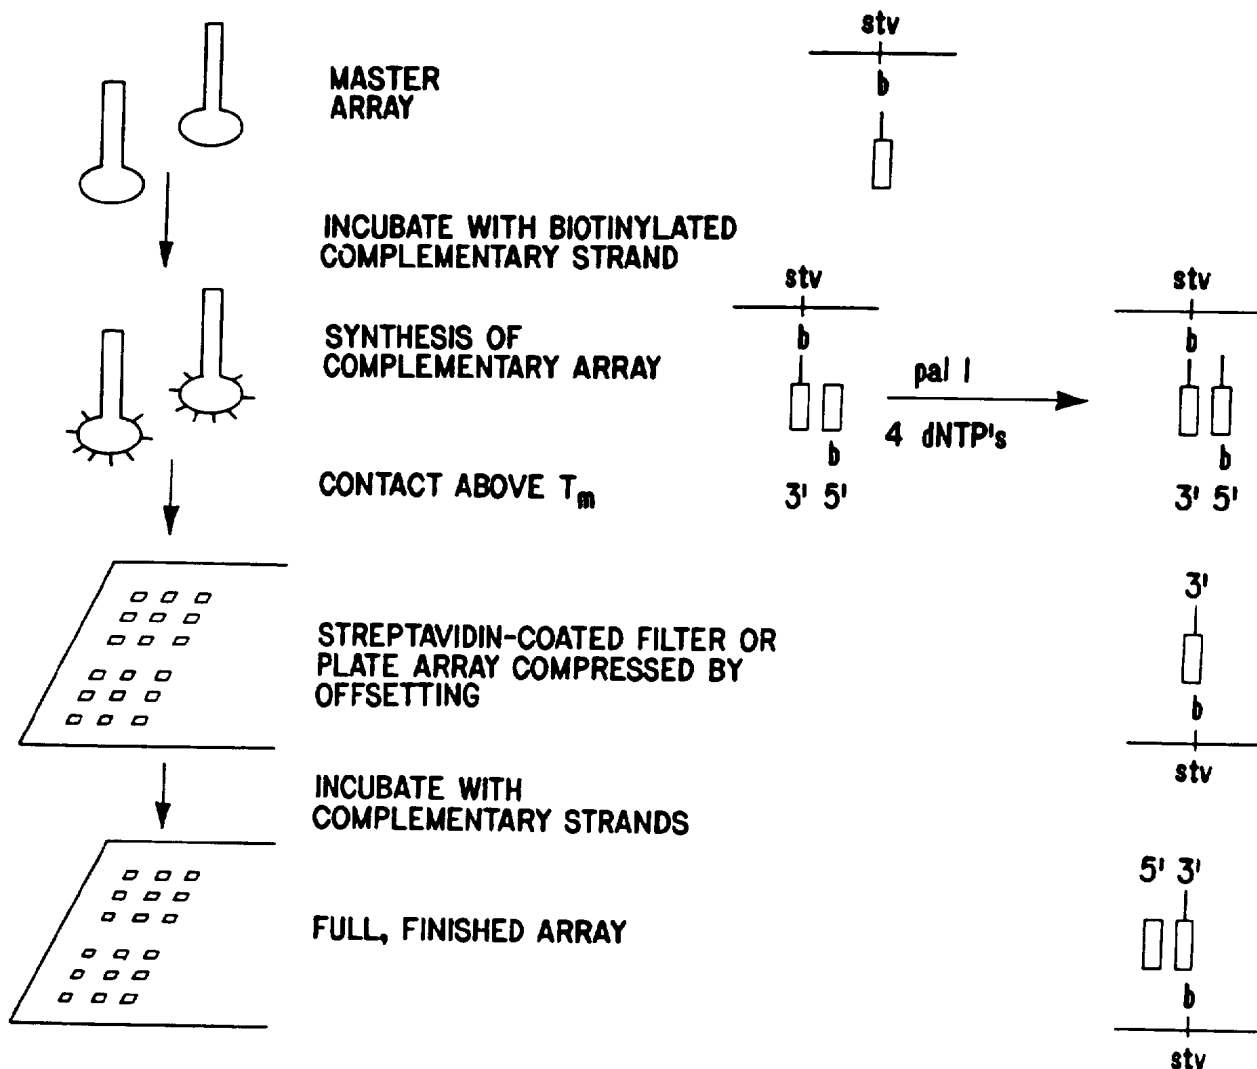 MASTER
ARRAY
stv
b
INCUBATE WITH BIOTINYLATED
COMPLEMENTARY STRAND
SYNTHESIS OF
COMPLEMENTARY ARRAY
stv
b
b
3' 5'
pal I
4 dNTP's
stv
b
b
3' 5'
CONTACT ABOVE Tm
STREPTAVIDIN-COATED FILTER OR
PLATE ARRAY COMPRESSED BY
OFFSETTING
3'
b
stv
INCUBATE WITH
COMPLEMENTARY STRANDS
FULL, FINISHED ARRAY
5' 3'
b
stv